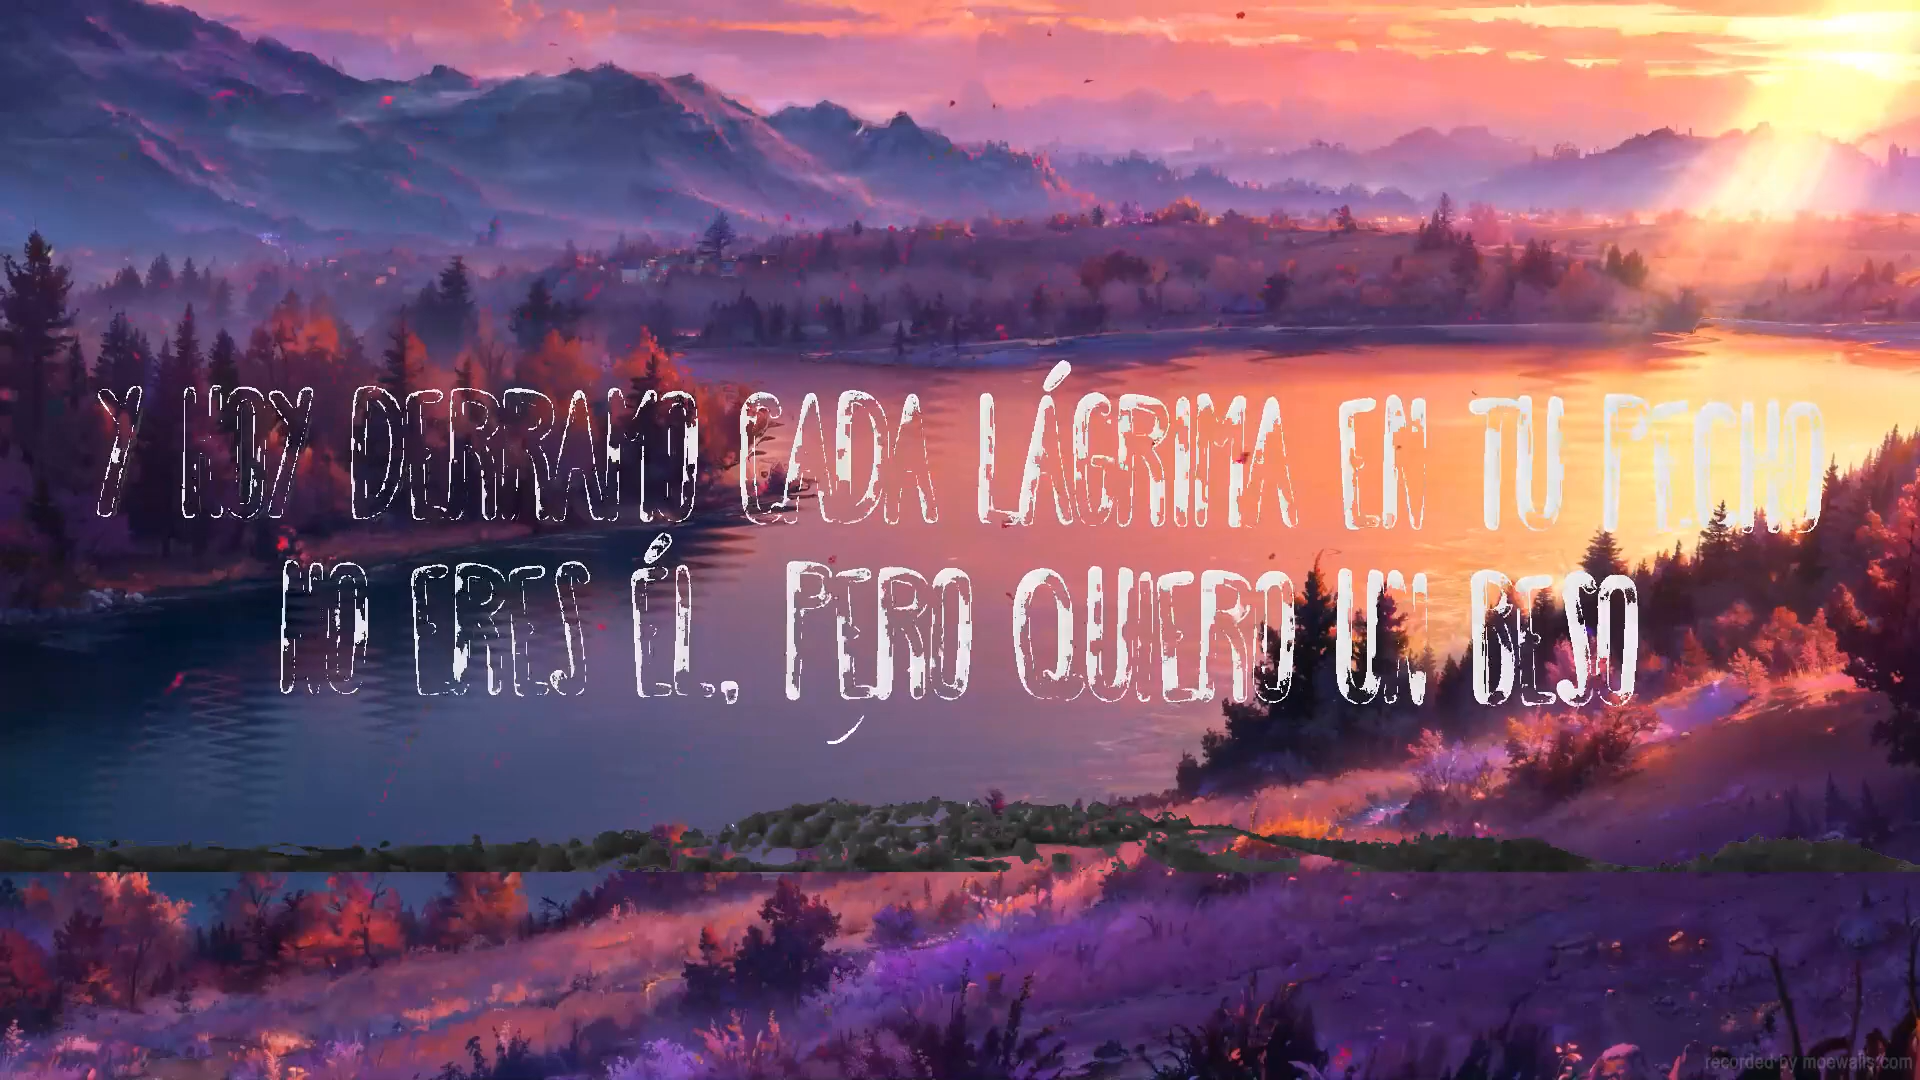 Y HOY DERRAMO CADA LÁGRIMA EN TU PECHO
NO ERES ÉL, PERO QUIERO UN BESO
recorded by moewalls.com